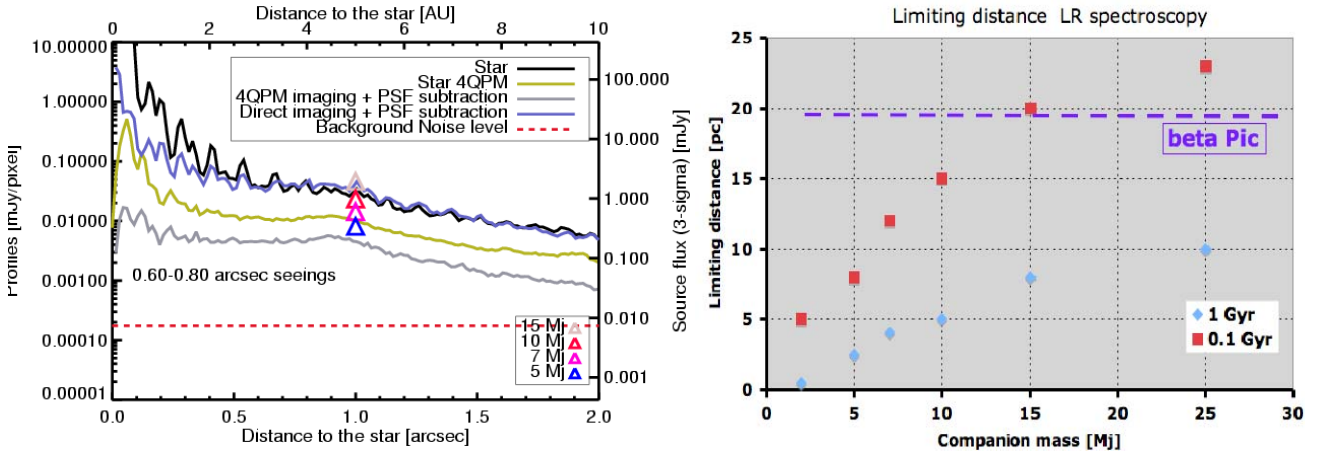 Distance to the star [AU]
0 2 4 6 8 10
10.00000
1.00000
0.10000
0.01000
0.00100
0.00010
0.00001
Profiles [mJy/pixel]
Star
Star 4QPM
4QPM imaging + PSF subtraction
Direct imaging + PSF subtraction
Background Noise level
0.60-0.80 arcsec seeings
15 Mj
10 Mj
7 Mj
5 Mj
100.000
10.000
1.000
0.100
0.010
0.001
Source flux (3-sigma) [mJy]
0.0 0.5 1.0 1.5 2.0
Distance to the star [arcsec]
Limiting distance LR spectroscopy
25
20
15
10
5
0
Limiting distance [pc]
beta Pic
1 Gyr
0.1 Gyr
0 5 10 15 20 25 30
Companion mass [Mj]